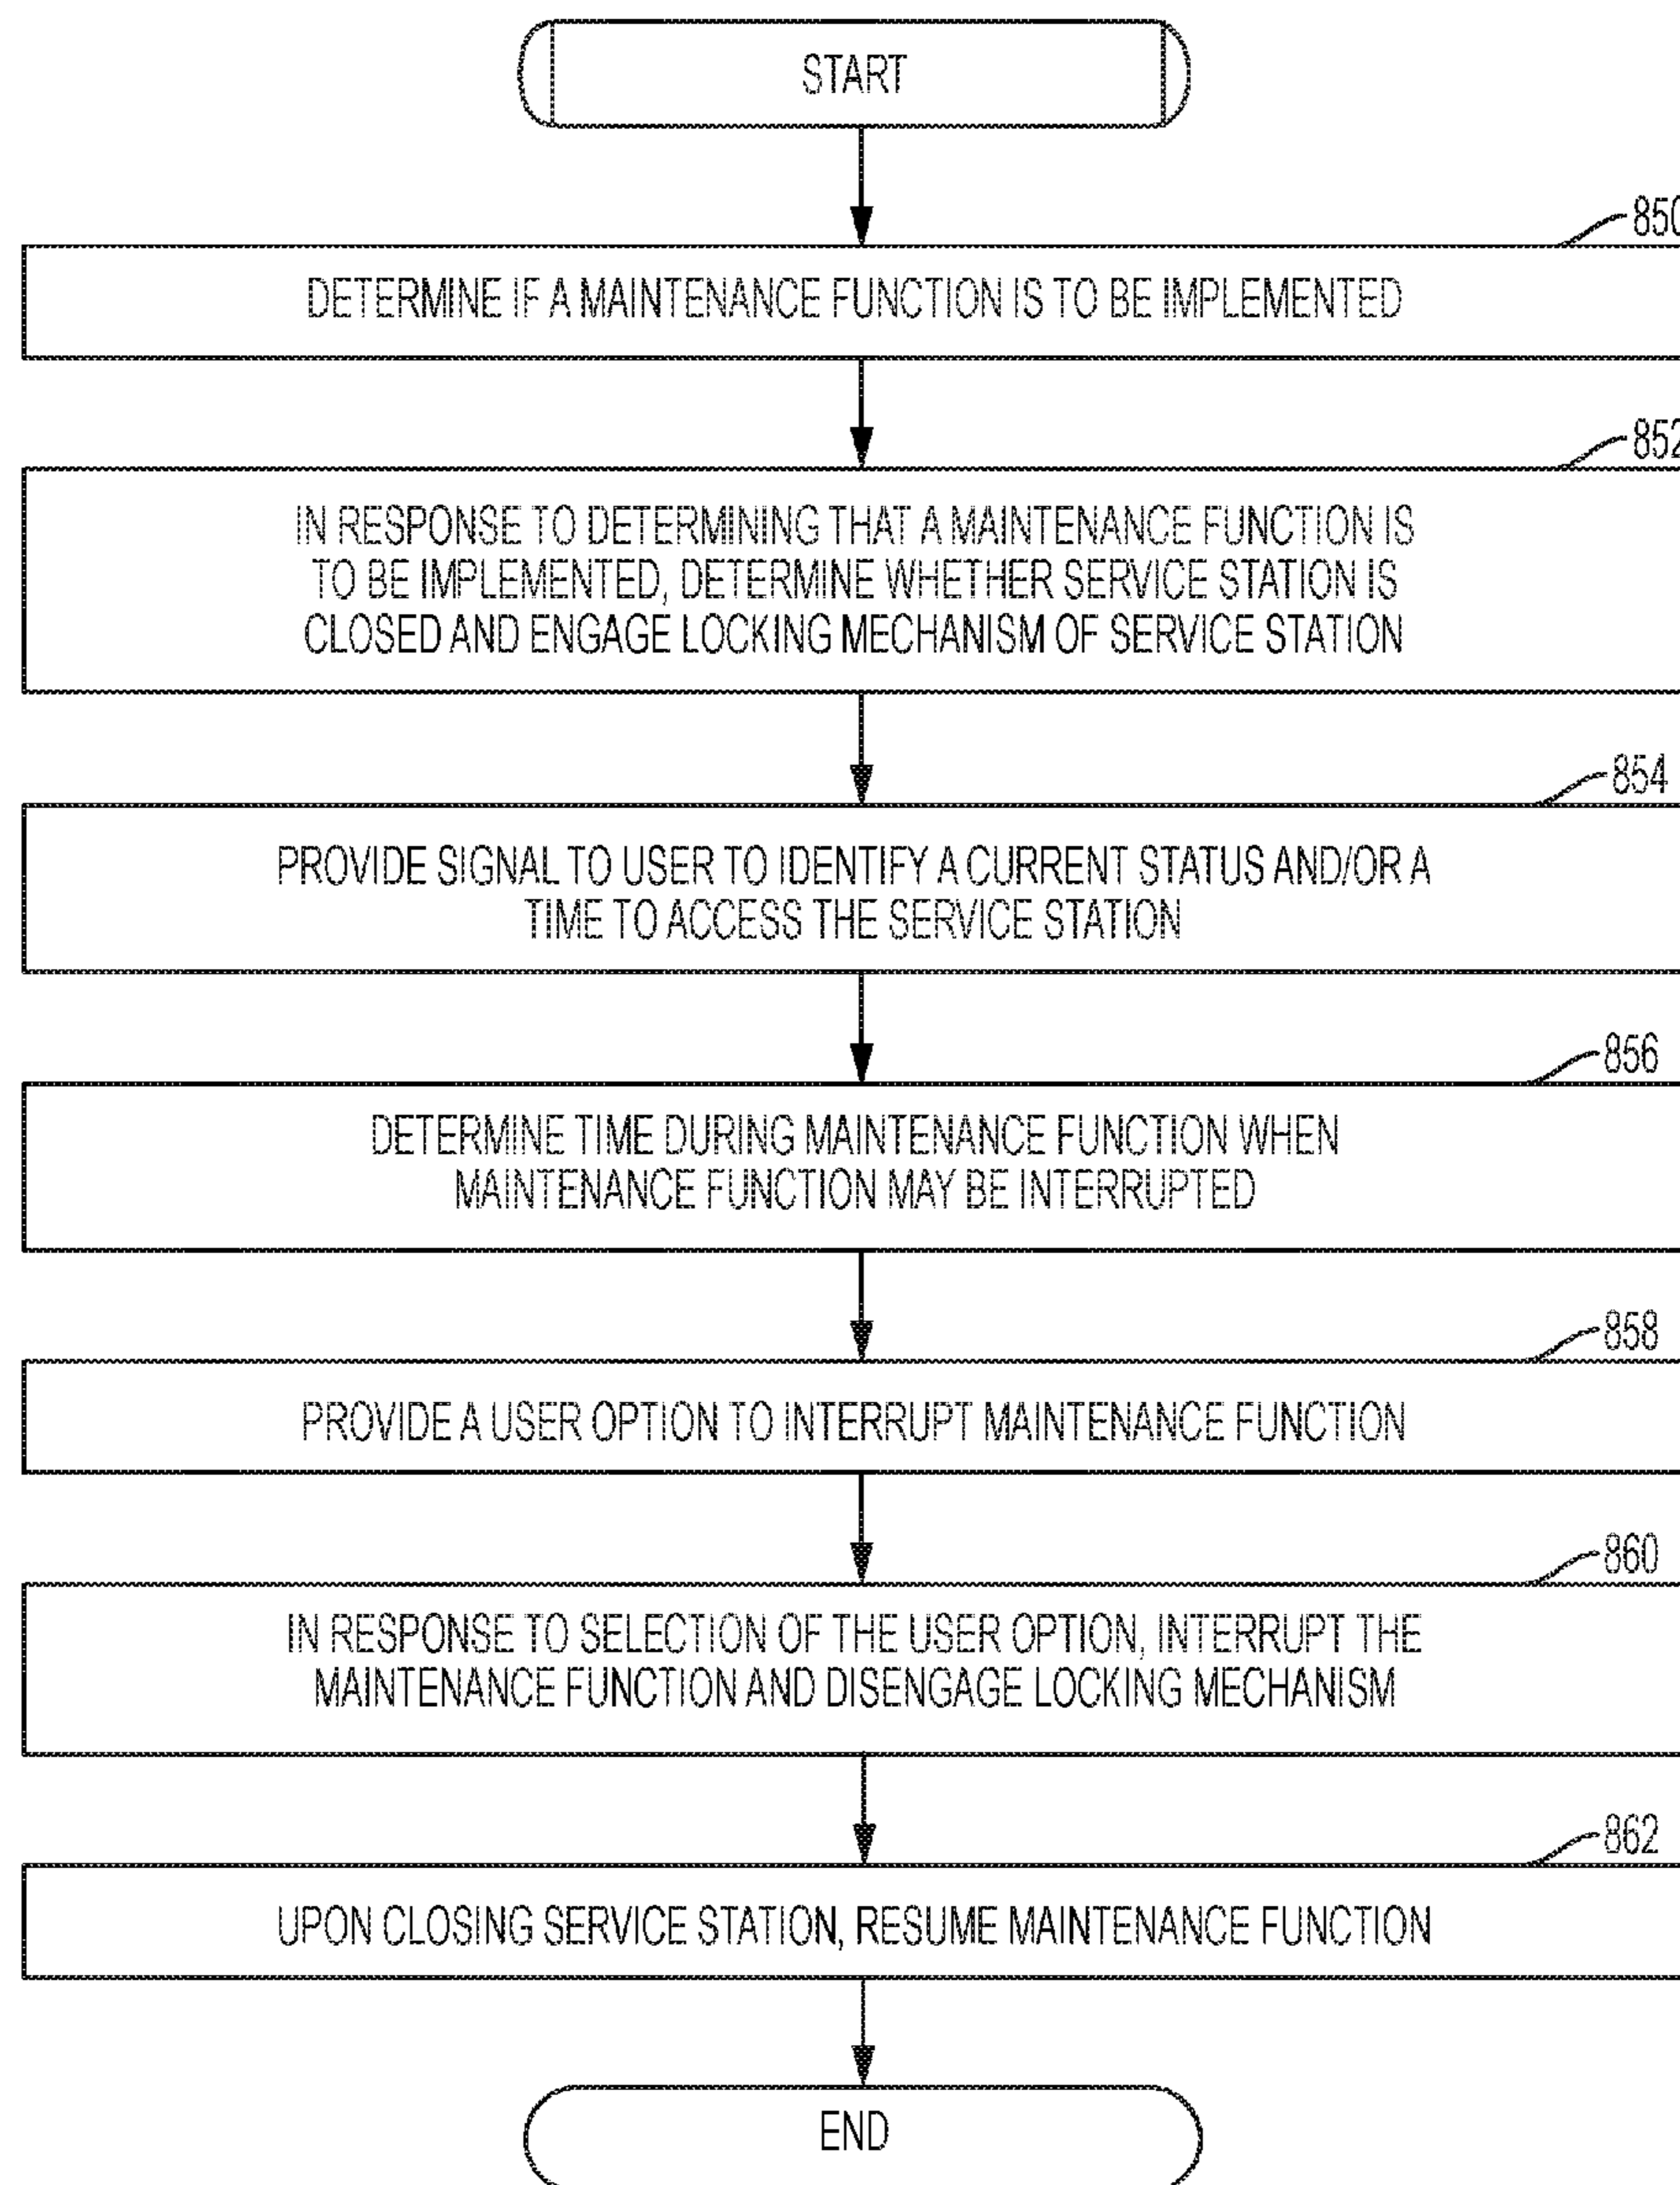 START
850
DETERMINE IF A MAINTENANCE FUNCTION IS TO BE IMPLEMENTED
852
IN RESPONSE TO DETERMINING THAT A MAINTENANCE FUNCTION IS
TO BE IMPLEMENTED, DETERMINE WHETHER SERVICE STATION IS
CLOSED AND ENGAGE LOCKING MECHANISM OF SERVICE STATION
854
PROVIDE SIGNAL TO USER TO IDENTIFY A CURRENT STATUS AND/OR A
TIME TO ACCESS THE SERVICE STATION
856
DETERMINE TIME DURING MAINTENANCE FUNCTION WHEN
MAINTENANCE FUNCTION MAY BE INTERRUPTED
858
PROVIDE A USER OPTION TO INTERRUPT MAINTENANCE FUNCTION
860
IN RESPONSE TO SELECTION OF THE USER OPTION, INTERRUPT THE
MAINTENANCE FUNCTION AND DISENGAGE LOCKING MECHANISM
862
UPON CLOSING SERVICE STATION, RESUME MAINTENANCE FUNCTION
END